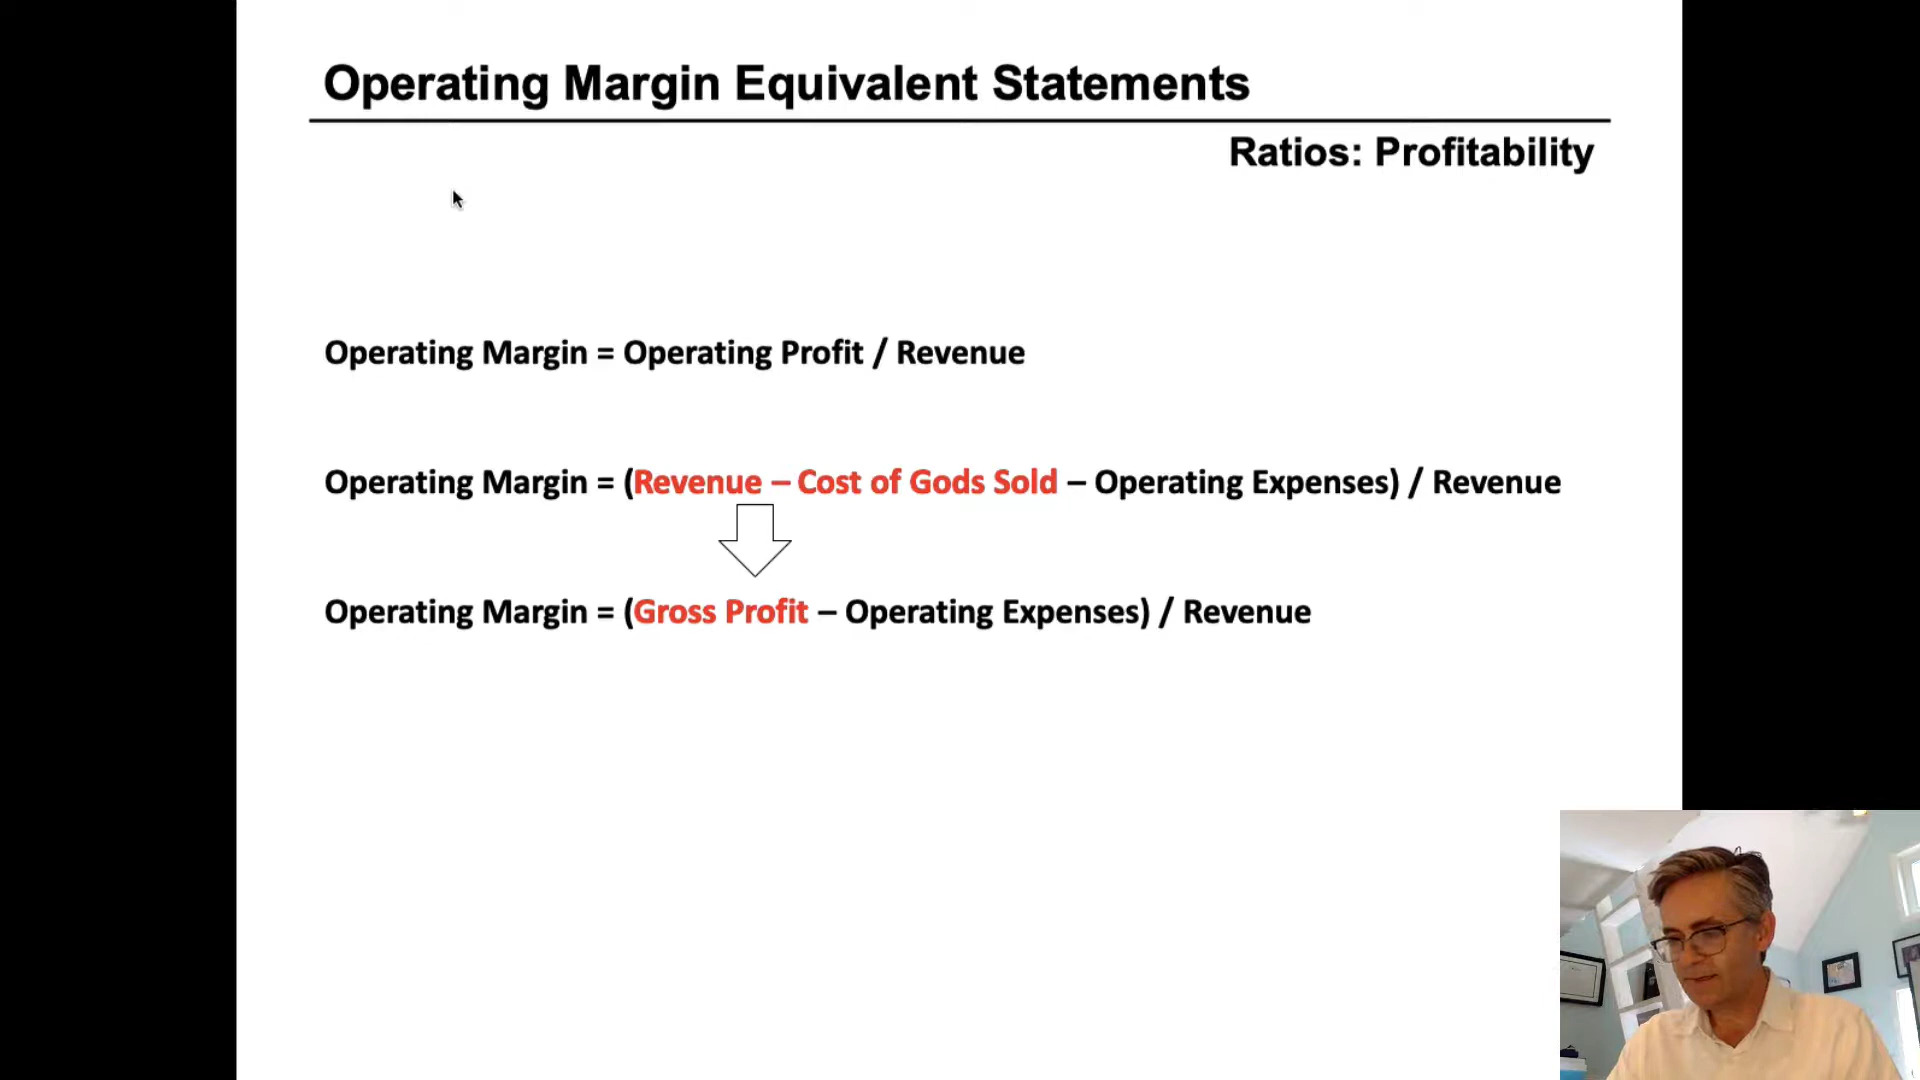 Operating Margin Equivalent Statements
Ratios: Profitability
Operating Margin = Operating Profit / Revenue
Operating Margin = (Revenue – Cost of Gods Sold – Operating Expenses) / Revenue
Operating Margin = (Gross Profit – Operating Expenses) / Revenue